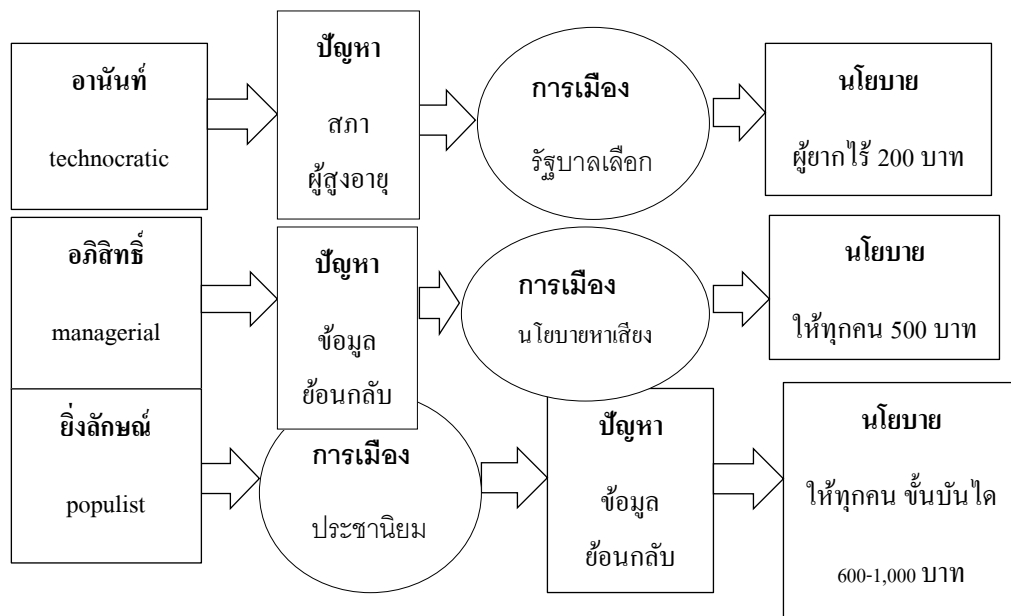 อานันท์
technocratic
ปัญหา
สภา
ผู้สูงอายุ
การเมือง
รัฐบาลเลือก
นโยบาย
ผู้ยากไร้ 200 บาท
อภิสิทธิ์
managerial
ปัญหา
ข้อมูล
ย้อนกลับ
การเมือง
นโยบายหาเสียง
นโยบาย
ให้ทุกคน 500 บาท
ยิ่งลักษณ์
populist
การเมือง
ประชานิยม
ปัญหา
ข้อมูล
ย้อนกลับ
นโยบาย
ให้ทุกคน ขั้นบันได
600-1,000 บาท